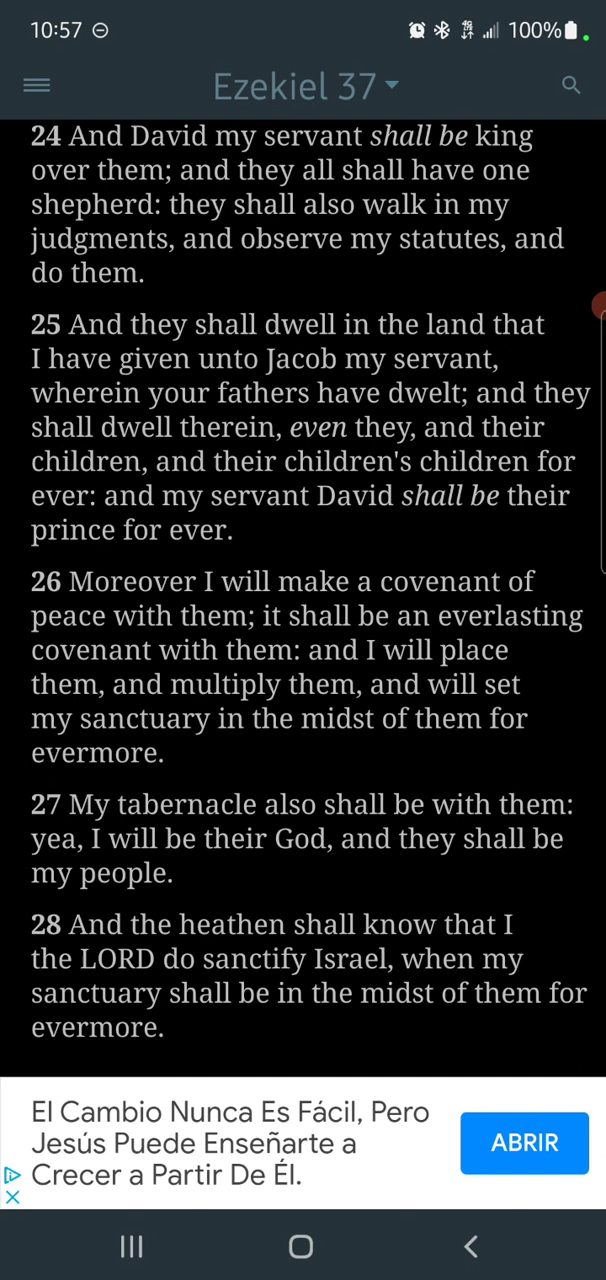 10:57
4G
100%
Ezekiel 37
24 And David my servant shall be king
over them; and they all shall have one
shepherd: they shall also walk in my
judgments, and observe my statutes, and
do them.
25 And they shall dwell in the land that
I have given unto Jacob my servant,
wherein your fathers have dwelt; and they
shall dwell therein, even they, and their
children, and their children's children for
ever: and my servant David shall be their
prince for ever.
26 Moreover I will make a covenant of
peace with them; it shall be an everlasting
covenant with them: and I will place
them, and multiply them, and will set
my sanctuary in the midst of them for
evermore.
27 My tabernacle also shall be with them:
yea, I will be their God, and they shall be
my people.
28 And the heathen shall know that I
the LORD do sanctify Israel, when my
sanctuary shall be in the midst of them for
evermore.
El Cambio Nunca Es Fácil, Pero
Jesús Puede Enseñarte a
Crecer a Partir De Él.
ABRIR